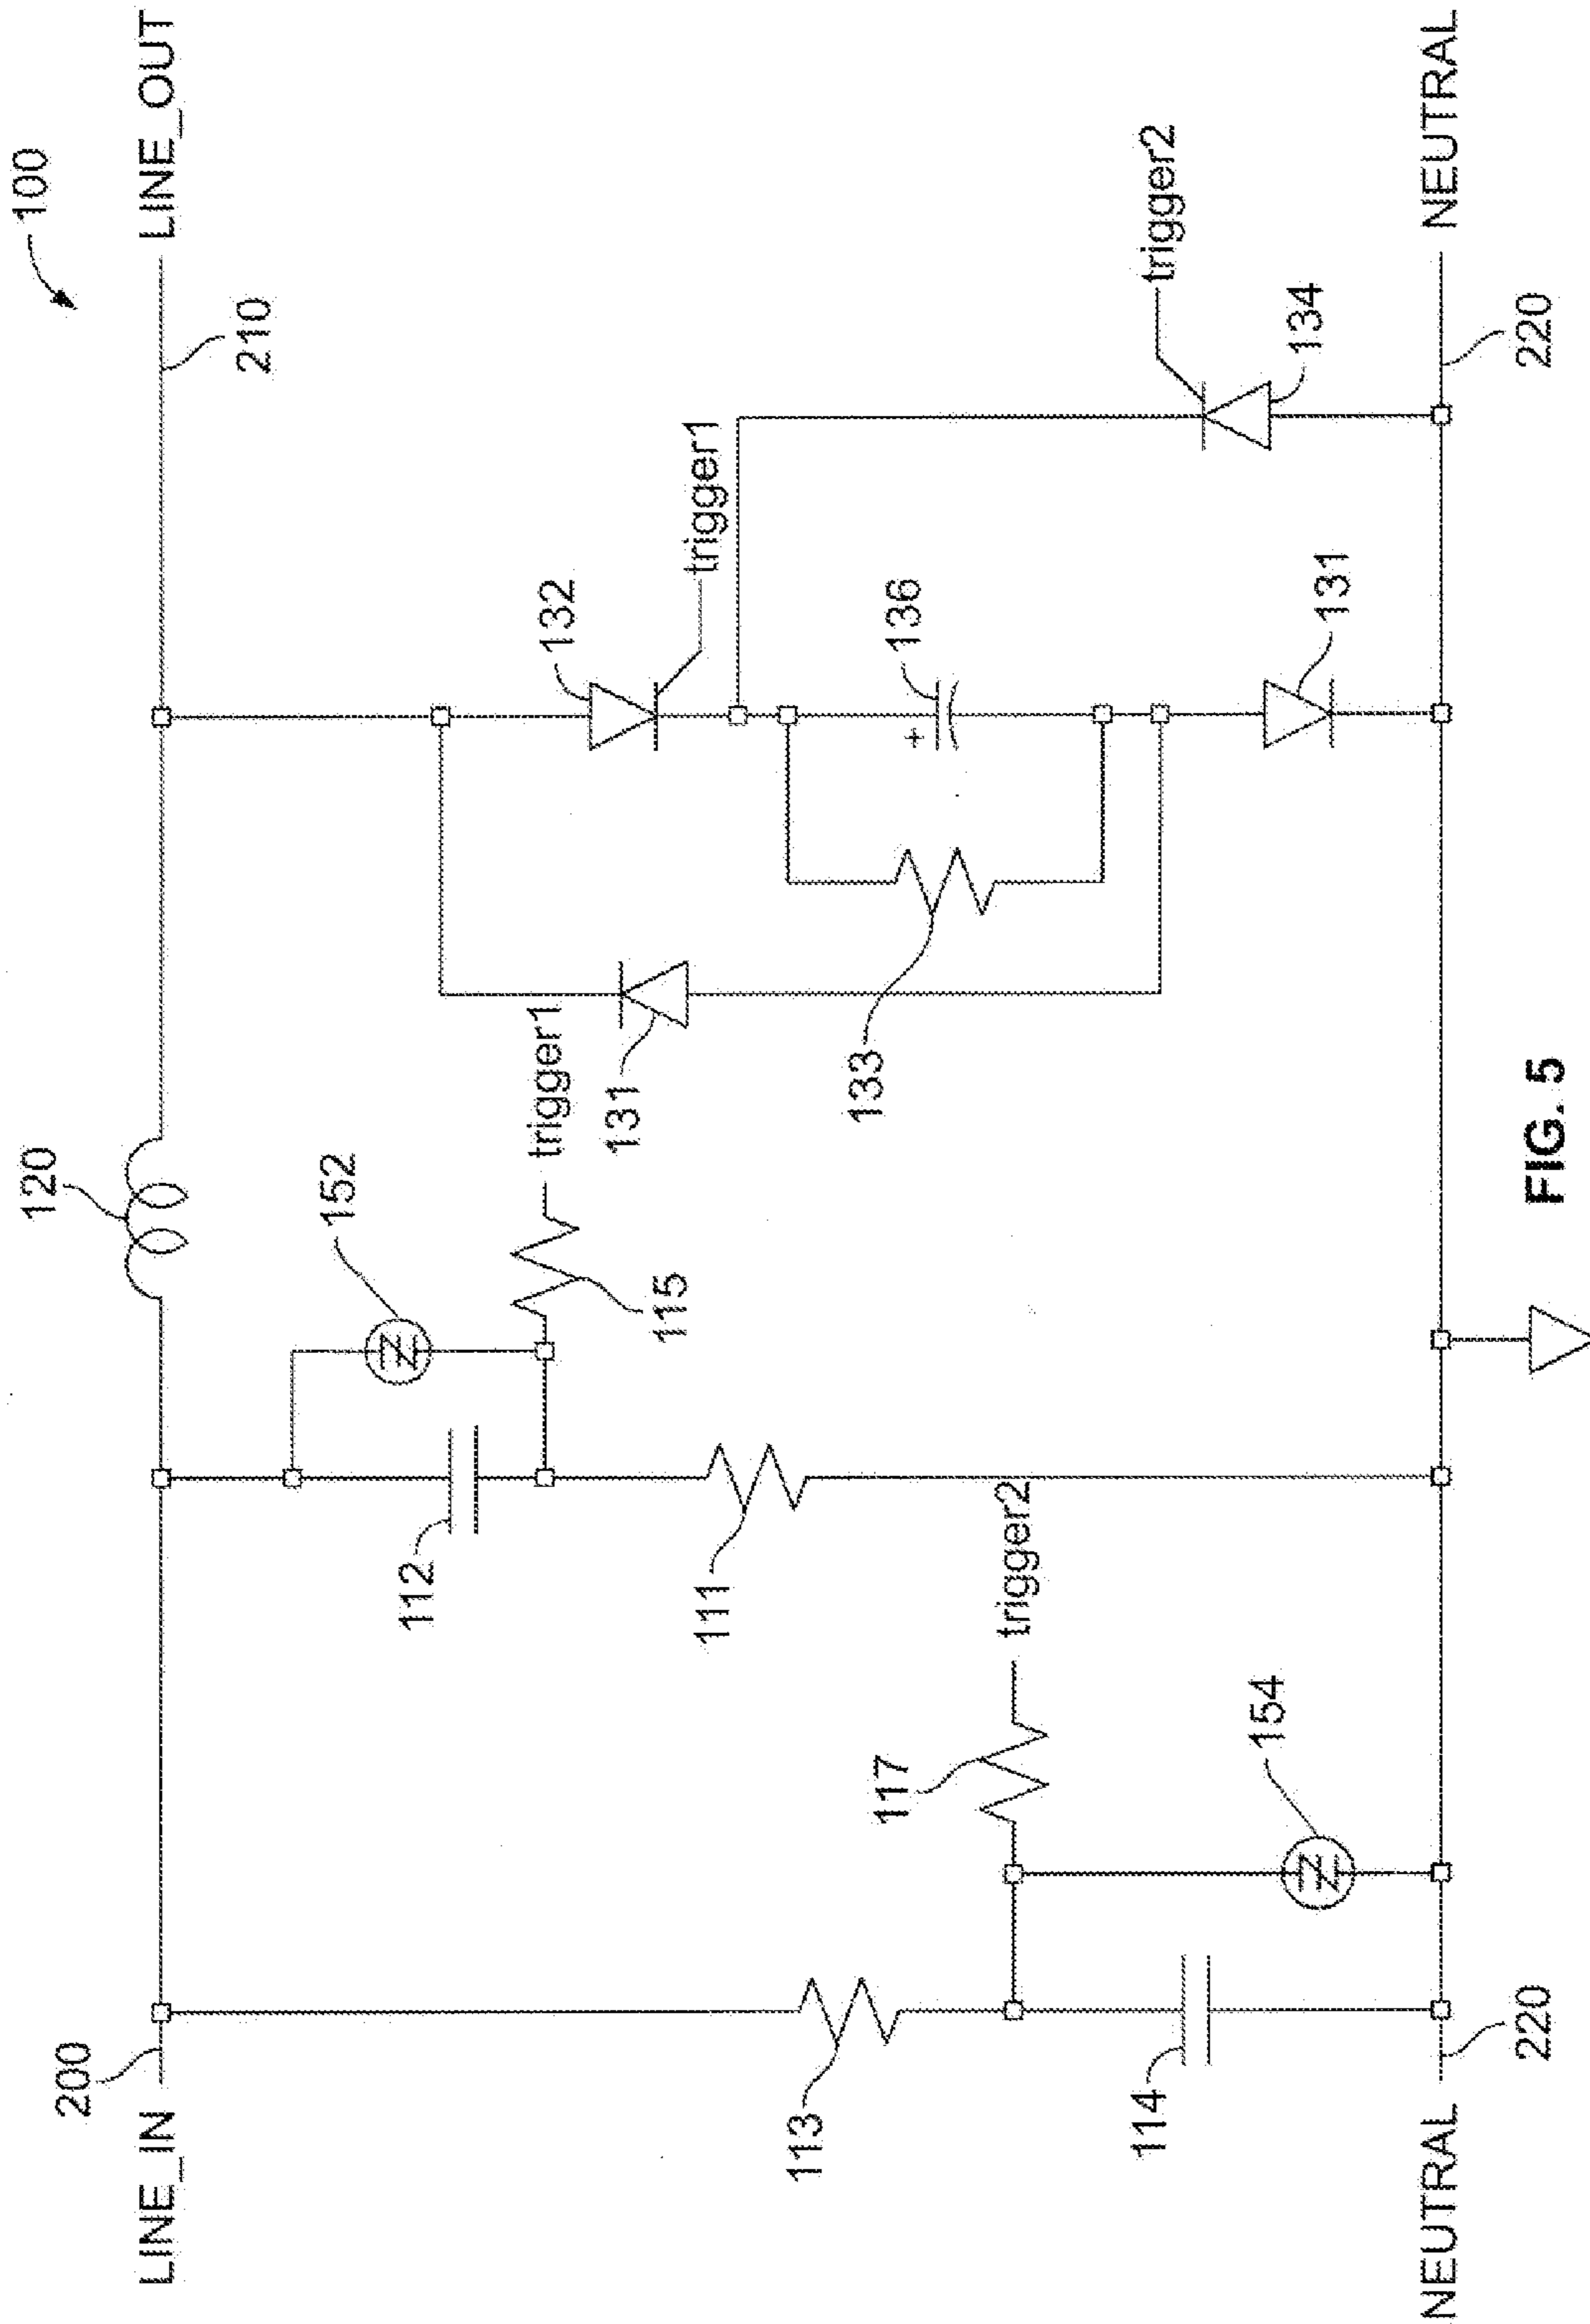 100
LINE_IN
200
120
210
LINE_OUT
152
112
115
trigger1
131
132
trigger1
111
113
117
trigger2
133
136
trigger2
134
114
154
131
NEUTRAL
220
220
NEUTRAL
FIG. 5